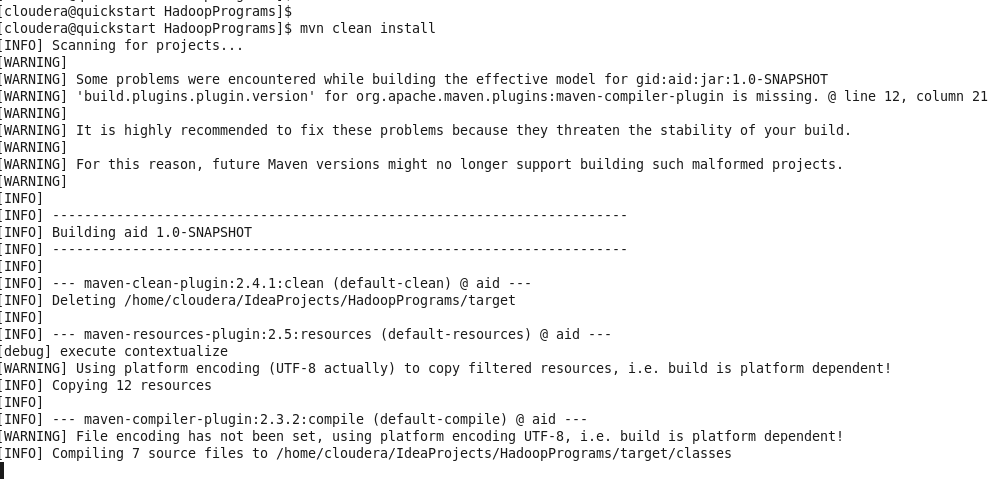 [cloudera@quickstart HadoopPrograms]$
[cloudera@quickstart HadoopPrograms]$ mvn clean install
[INFO] Scanning for projects...
[WARNING]
[WARNING] Some problems were encountered while building the effective model for gid:aid:jar:1.0-SNAPSHOT
[WARNING] 'build.plugins.plugin.version' for org.apache.maven.plugins:maven-compiler-plugin is missing. @ line 12, column 21
[WARNING]
[WARNING] It is highly recommended to fix these problems because they threaten the stability of your build.
[WARNING]
[WARNING] For this reason, future Maven versions might no longer support building such malformed projects.
[WARNING]
[INFO]
[INFO] ------------------------------------------------------------------------
[INFO] Building aid 1.0-SNAPSHOT
[INFO] ------------------------------------------------------------------------
[INFO]
[INFO] --- maven-clean-plugin:2.4.1:clean (default-clean) @ aid ---
[INFO] Deleting /home/cloudera/IdeaProjects/HadoopPrograms/target
[INFO]
[INFO] --- maven-resources-plugin:2.5:resources (default-resources) @ aid ---
[debug] execute contextualize
[WARNING] Using platform encoding (UTF-8 actually) to copy filtered resources, i.e. build is platform dependent!
[INFO] Copying 12 resources
[INFO]
[INFO] --- maven-compiler-plugin:2.3.2:compile (default-compile) @ aid ---
[WARNING] File encoding has not been set, using platform encoding UTF-8, i.e. build is platform dependent!
[INFO] Compiling 7 source files to /home/cloudera/IdeaProjects/HadoopPrograms/target/classes